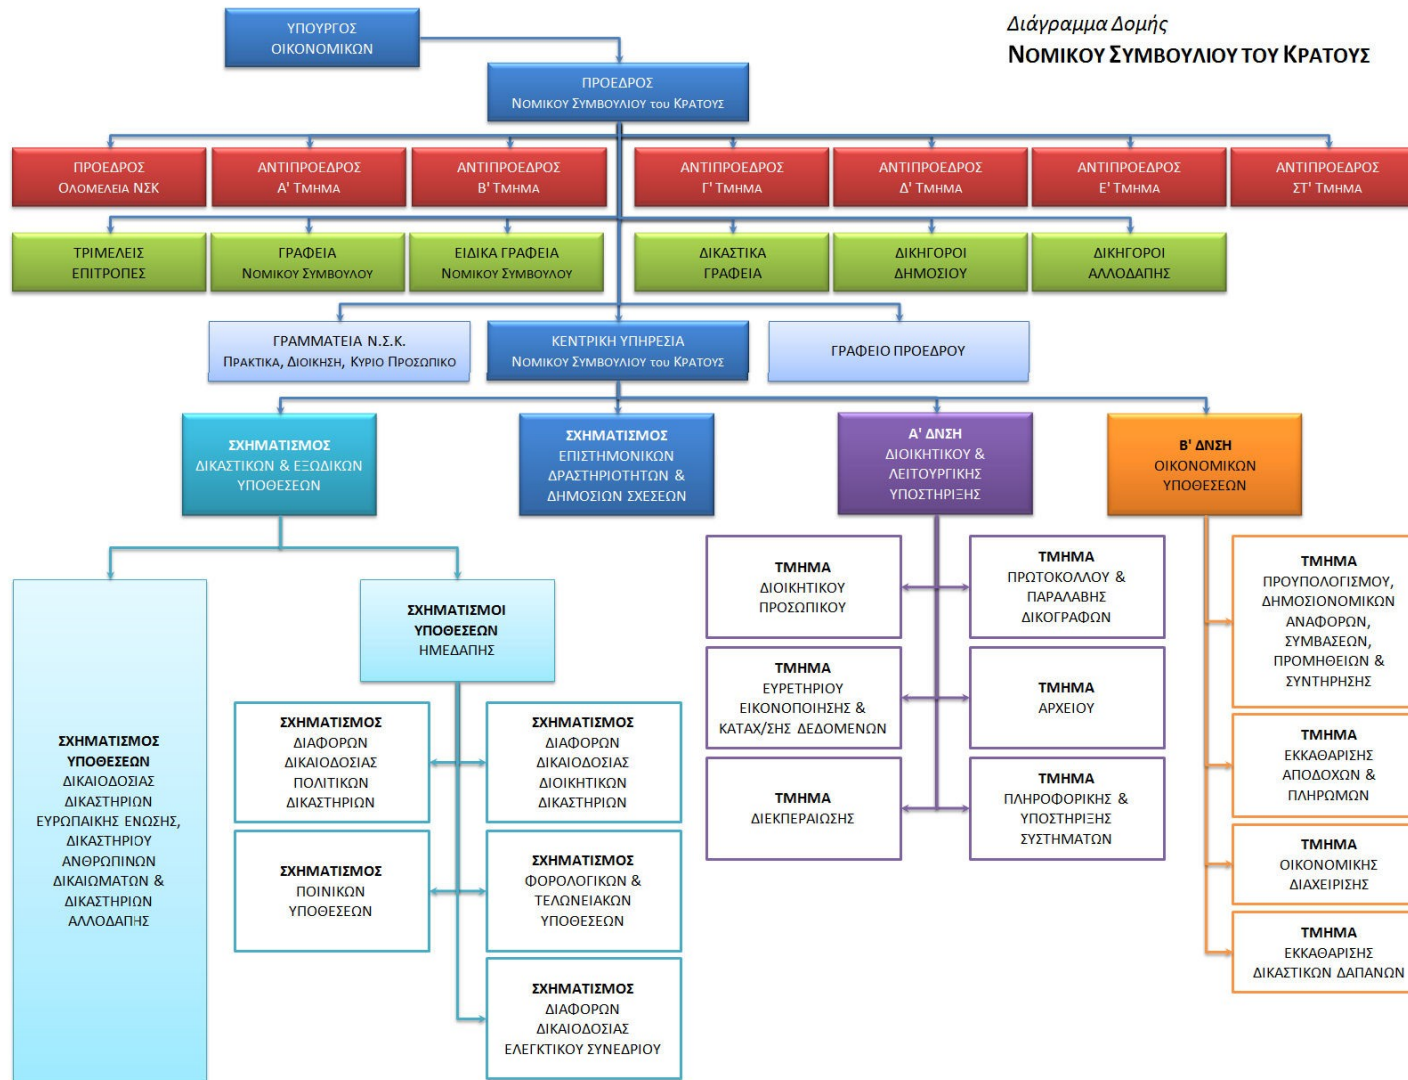 Διάγραμμα Δομής
ΝΟΜΙΚΟΥ ΣΥΜΒΟΥΛΙΟΥ ΤΟΥ ΚΡΑΤΟΥΣ
ΥΠΟΥΡΓΟΣ
ΟΙΚΟΝΟΜΙΚΩΝ
ΠΡΟΕΔΡΟΣ
ΝΟΜΙΚΟΥ ΣΥΜΒΟΥΛΙΟΥ του ΚΡΑΤΟΥΣ
ΠΡΟΕΔΡΟΣ
ΟΛΟΜΕΛΕΙΑ ΝΣΚ
ΑΝΤΙΠΡΟΕΔΡΟΣ
Α' ΤΜΗΜΑ
ΑΝΤΙΠΡΟΕΔΡΟΣ
Β' ΤΜΗΜΑ
ΑΝΤΙΠΡΟΕΔΡΟΣ
Γ' ΤΜΗΜΑ
ΑΝΤΙΠΡΟΕΔΡΟΣ
Δ' ΤΜΗΜΑ
ΑΝΤΙΠΡΟΕΔΡΟΣ
Ε' ΤΜΗΜΑ
ΑΝΤΙΠΡΟΕΔΡΟΣ
ΣΤ' ΤΜΗΜΑ
ΤΡΙΜΕΛΕΙΣ
ΕΠΙΤΡΟΠΕΣ
ΓΡΑΦΕΙΑ
ΝΟΜΙΚΟΥ ΣΥΜΒΟΥΛΟΥ
ΕΙΔΙΚΑ ΓΡΑΦΕΙΑ
ΝΟΜΙΚΟΥ ΣΥΜΒΟΥΛΟΥ
ΔΙΚΑΣΤΙΚΑ
ΓΡΑΦΕΙΑ
ΔΙΚΗΓΟΡΟΙ
ΔΗΜΟΣΙΟΥ
ΔΙΚΗΓΟΡΟΙ
ΑΛΛΟΔΑΠΗΣ
ΓΡΑΜΜΑΤΕΙΑ Ν.Σ.Κ.
ΠΡΑΚΤΙΚΑ, ΔΙΟΙΚΗΣΗ, ΚΥΡΙΟ ΠΡΟΣΩΠΙΚΟ
ΚΕΝΤΡΙΚΗ ΥΠΗΡΕΣΙΑ
ΝΟΜΙΚΟΥ ΣΥΜΒΟΥΛΙΟΥ του ΚΡΑΤΟΥΣ
ΓΡΑΦΕΙΟ ΠΡΟΕΔΡΟΥ
ΣΧΗΜΑΤΙΣΜΟΣ
ΔΙΚΑΣΤΙΚΩΝ & ΕΞΩΔΙΚΩΝ
ΥΠΟΘΕΣΕΩΝ
ΣΧΗΜΑΤΙΣΜΟΣ
ΕΠΙΣΤΗΜΟΝΙΚΩΝ
ΔΡΑΣΤΗΡΙΟΤΗΤΩΝ &
ΔΗΜΟΣΙΩΝ ΣΧΕΣΕΩΝ
Α' ΔΝΣΗ
ΔΙΟΙΚΗΤΙΚΟΥ &
ΛΕΙΤΟΥΡΓΙΚΗΣ
ΥΠΟΣΤΗΡΙΞΗΣ
Β' ΔΝΣΗ
ΟΙΚΟΝΟΜΙΚΩΝ
ΥΠΟΘΕΣΕΩΝ
ΣΧΗΜΑΤΙΣΜΟΣ
ΥΠΟΘΕΣΕΩΝ
ΔΙΚΑΙΟΔΟΣΙΑΣ
ΔΙΚΑΣΤΗΡΙΩΝ
ΕΥΡΩΠΑΙΚΗΣ ΕΝΩΣΗΣ,
ΔΙΚΑΣΤΗΡΙΟΥ
ΑΝΘΡΩΠΙΝΩΝ
ΔΙΚΑΙΩΜΑΤΩΝ &
ΔΙΚΑΣΤΗΡΙΩΝ
ΑΛΛΟΔΑΠΗΣ
ΣΧΗΜΑΤΙΣΜΟΙ
ΥΠΟΘΕΣΕΩΝ
ΗΜΕΔΑΠΗΣ
ΣΧΗΜΑΤΙΣΜΟΣ
ΔΙΑΦΟΡΩΝ
ΔΙΚΑΙΟΔΟΣΙΑΣ
ΠΟΛΙΤΙΚΩΝ
ΔΙΚΑΣΤΗΡΙΩΝ
ΣΧΗΜΑΤΙΣΜΟΣ
ΔΙΑΦΟΡΩΝ
ΔΙΚΑΙΟΔΟΣΙΑΣ
ΔΙΟΙΚΗΤΙΚΩΝ
ΔΙΚΑΣΤΗΡΙΩΝ
ΣΧΗΜΑΤΙΣΜΟΣ
ΠΟΙΝΙΚΩΝ
ΥΠΟΘΕΣΕΩΝ
ΣΧΗΜΑΤΙΣΜΟΣ
ΦΟΡΟΛΟΓΙΚΩΝ &
ΤΕΛΩΝΕΙΑΚΩΝ
ΥΠΟΘΕΣΕΩΝ
ΣΧΗΜΑΤΙΣΜΟΣ
ΔΙΑΦΟΡΩΝ
ΔΙΚΑΙΟΔΟΣΙΑΣ
ΕΛΕΓΚΤΙΚΟΥ ΣΥΝΕΔΡΙΟΥ
ΤΜΗΜΑ
ΔΙΟΙΚΗΤΙΚΟΥ
ΠΡΟΣΩΠΙΚΟΥ
ΤΜΗΜΑ
ΠΡΩΤΟΚΟΛΛΟΥ &
ΠΑΡΑΛΑΒΗΣ
ΔΙΚΟΓΡΑΦΩΝ
ΤΜΗΜΑ
ΕΥΡΕΤΗΡΙΟΥ
ΕΙΚΟΝΟΠΟΙΗΣΗΣ &
ΚΑΤΑΧ/ΣΗΣ ΔΕΔΟΜΕΝΩΝ
ΤΜΗΜΑ
ΑΡΧΕΙΟΥ
ΤΜΗΜΑ
ΔΙΕΚΠΕΡΑΙΩΣΗΣ
ΤΜΗΜΑ
ΠΛΗΡΟΦΟΡΙΚΗΣ &
ΥΠΟΣΤΗΡΙΞΗΣ
ΣΥΣΤΗΜΑΤΩΝ
ΤΜΗΜΑ
ΠΡΟΥΠΟΛΟΓΙΣΜΟΥ,
ΔΗΜΟΣΙΟΝΟΜΙΚΩΝ
ΑΝΑΦΟΡΩΝ,
ΣΥΜΒΑΣΕΩΝ,
ΠΡΟΜΗΘΕΙΩΝ &
ΣΥΝΤΗΡΗΣΗΣ
ΤΜΗΜΑ
ΕΚΚΑΘΑΡΙΣΗΣ
ΑΠΟΔΟΧΩΝ &
ΠΛΗΡΩΜΩΝ
ΤΜΗΜΑ
ΟΙΚΟΝΟΜΙΚΗΣ
ΔΙΑΧΕΙΡΙΣΗΣ
ΤΜΗΜΑ
ΕΚΚΑΘΑΡΙΣΗΣ
ΔΙΚΑΣΤΙΚΩΝ ΔΑΠΑΝΩΝ